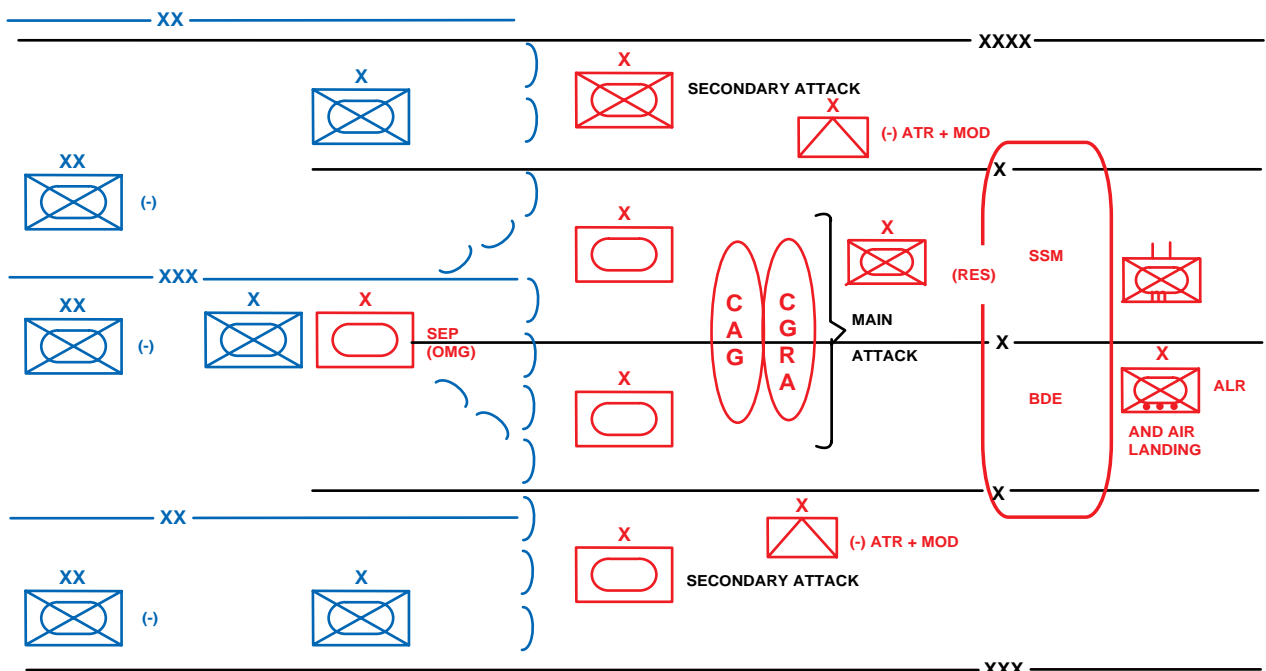 XX
XXXX
X
X
SECONDARY ATTACK
X
(-) ATR + MOD
XX
(-)
X
X
X
(RES)
SSM
XXX
XX
(-)
X
X
SEP
(OMG)
C
A
G
C
G
R
A
MAIN
ATTACK
X
X
ALR
X
BDE
AND AIR
LANDING
X
XX
X
(-) ATR + MOD
X
SECONDARY ATTACK
XX
(-)
X
XXX